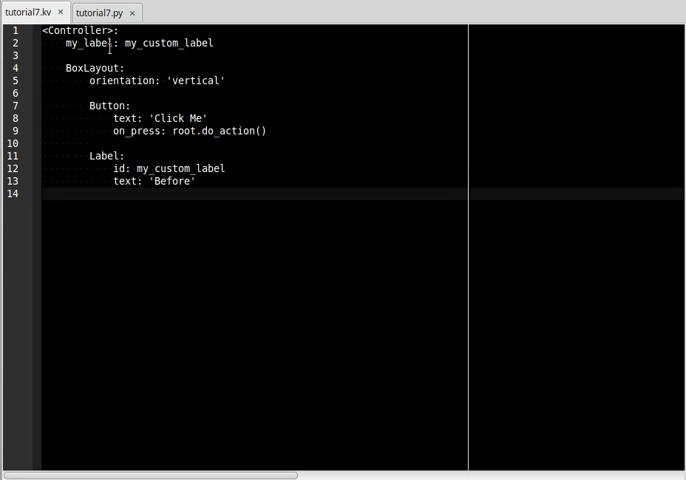 tutorial7.kv × tutorial7.py ×
1 <Controller>:
2     my_label: my_custom_label
3
4     BoxLayout:
5         orientation: 'vertical'
6
7         Button:
8             text: 'Click Me'
9             on_press: root.do_action()
10
11         Label:
12             id: my_custom_label
13             text: 'Before'
14